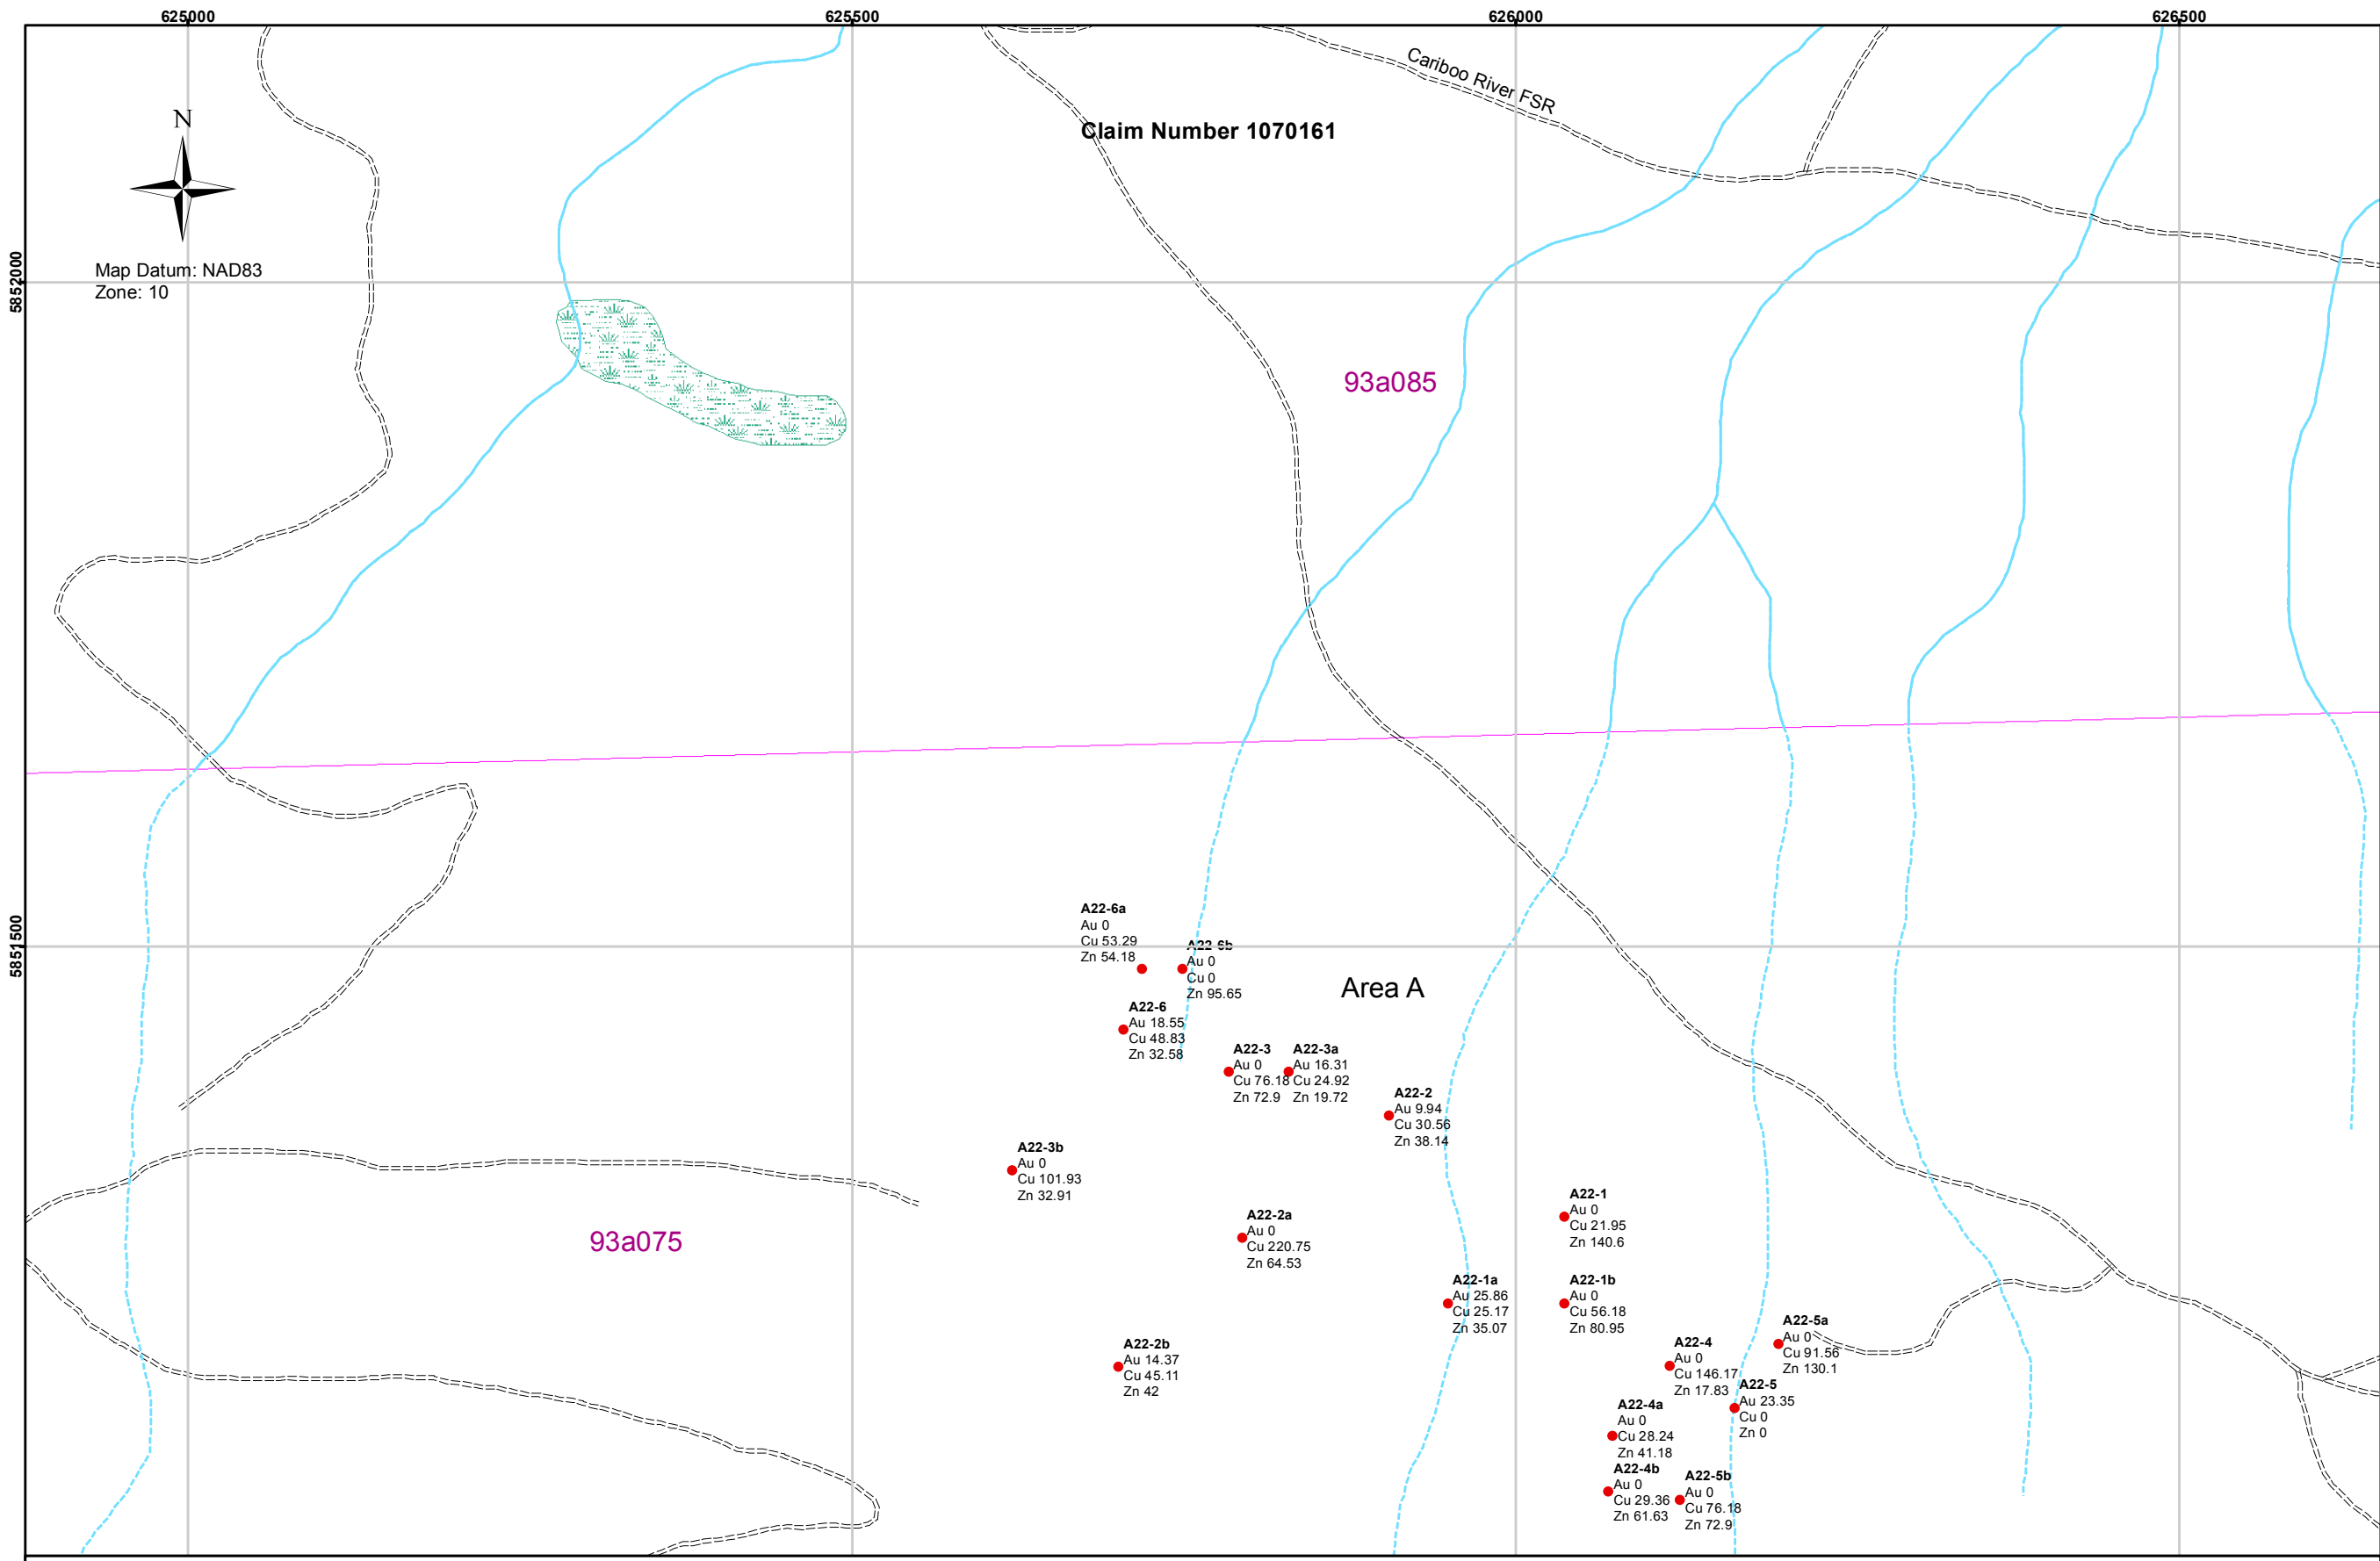 625000
625500
626000
626500
Cariboo River FSR
Claim Number 1070161
N
Map Datum: NAD83
Zone: 10
5852000
93a085
5851500
A22-6a
Au 0
Cu 53.29
Zn 54.18
A22-6b
Au 0
Cu 0
Zn 95.65
Area A
A22-6
Au 18.55
Cu 48.83
Zn 32.58
A22-3
Au 0
Cu 76.18
Zn 72.9
A22-3a
Au 16.31
Cu 24.92
Zn 19.72
A22-2
Au 9.94
Cu 30.56
Zn 38.14
A22-3b
Au 0
Cu 101.93
Zn 32.91
93a075
A22-2a
Au 0
Cu 220.75
Zn 64.53
A22-1
Au 0
Cu 21.95
Zn 140.6
A22-1a
Au 25.86
Cu 25.17
Zn 35.07
A22-1b
Au 0
Cu 56.18
Zn 80.95
A22-2b
Au 14.37
Cu 45.11
Zn 42
A22-4
Au 0
Cu 146.17
Zn 17.83
A22-5a
Au 0
Cu 91.56
Zn 130.1
A22-5
Au 23.35
Cu 0
Zn 0
A22-4a
Au 0
Cu 28.24
Zn 41.18
A22-4b
Au 0
Cu 29.36
Zn 61.63
A22-5b
Au 0
Cu 76.18
Zn 72.9